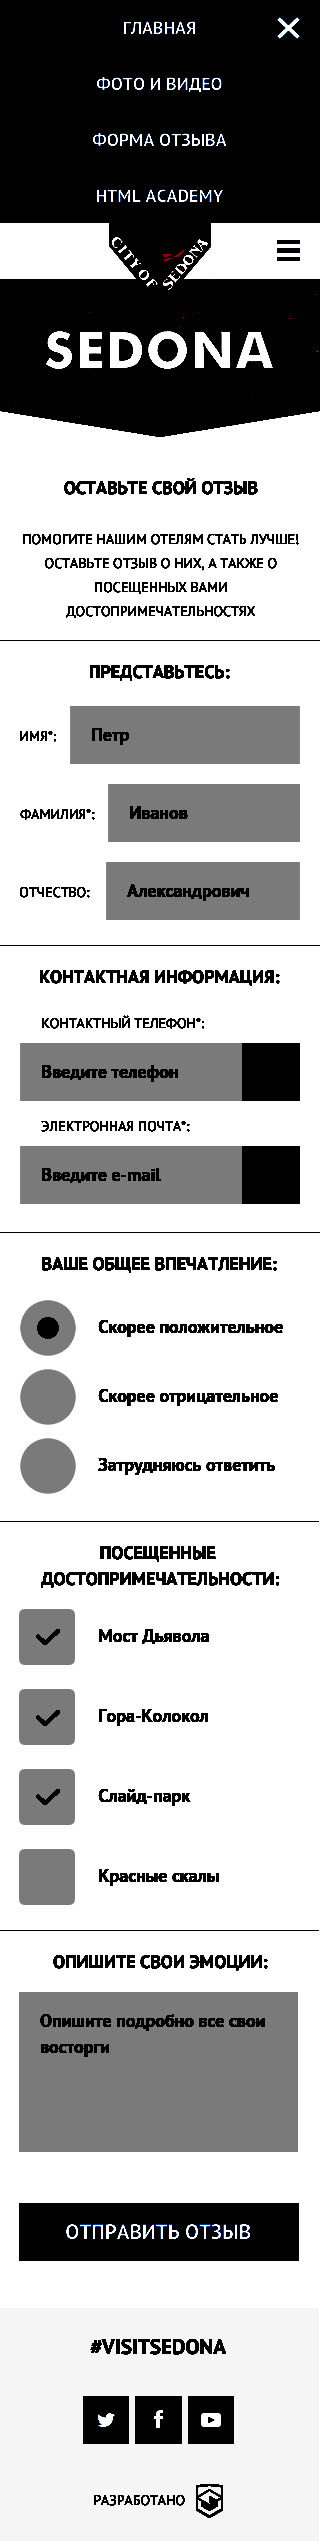 ГЛАВНАЯ
ФОТО И ВИДЕО
ФОРМА ОТЗЫВА
HTML ACADEMY
CITY OF SEDONA
SEDONA
ОСТАВЬТЕ СВОЙ ОТЗЫВ
ПОМОГИТЕ НАШИМ ОТЕЛЯМ СТАТЬ ЛУЧШЕ!
ОСТАВЬТЕ ОТЗЫВ О НИХ, А ТАКЖЕ О
ПОСЕЩЕННЫХ ВАМИ
ДОСТОПРИМЕЧАТЕЛЬНОСТЯХ
ПРЕДСТАВЬТЕСЬ:
ИМЯ*: Петр
ФАМИЛИЯ*: Иванов
ОТЧЕСТВО: Александрович
КОНТАКТНАЯ ИНФОРМАЦИЯ:
КОНТАКТНЫЙ ТЕЛЕФОН*:
Введите телефон
ЭЛЕКТРОННАЯ ПОЧТА*:
Введите e-mail
ВАШЕ ОБЩЕЕ ВПЕЧАТЛЕНИЕ:
Скорее положительное
Скорее отрицательное
Затрудняюсь ответить
ПОСЕЩЕННЫЕ
ДОСТОПРИМЕЧАТЕЛЬНОСТИ:
Мост Дьявола
Гора-Колокол
Слайд-парк
Красные скалы
ОПИШИТЕ СВОИ ЭМОЦИИ:
Опишите подробно все свои
восторги
ОТПРАВИТЬ ОТЗЫВ
#VISITSEDONA
РАЗРАБОТАНО